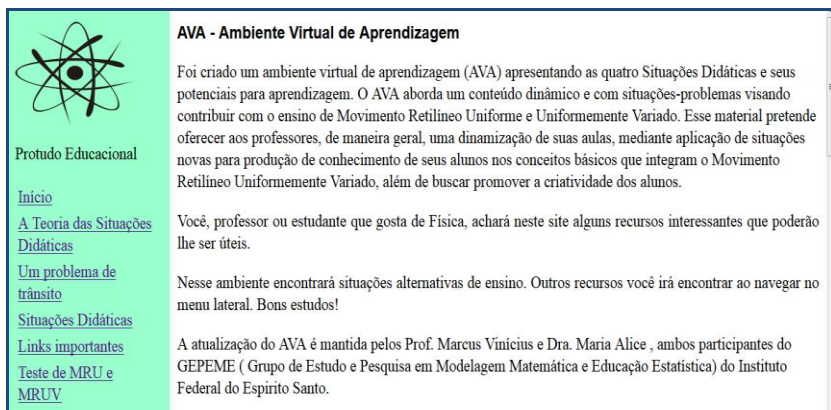 Protudo Educacional
Início
A Teoria das Situações
Didáticas
Um problema de
trânsito
Situações Didáticas
Links importantes
Teste de MRU e
MRUV
AVA - Ambiente Virtual de Aprendizagem
Foi criado um ambiente virtual de aprendizagem (AVA) apresentando as quatro Situações Didáticas e seus
potenciais para aprendizagem. O AVA aborda um conteúdo dinâmico e com situações-problemas visando
contribuir com o ensino de Movimento Retilíneo Uniforme e Uniformemente Variado. Esse material pretende
oferecer aos professores, de maneira geral, uma dinamização de suas aulas, mediante aplicação de situações
novas para produção de conhecimento de seus alunos nos conceitos básicos que integram o Movimento
Retilíneo Uniformemente Variado, além de buscar promover a criatividade dos alunos.
Você, professor ou estudante que gosta de Física, achará neste site alguns recursos interessantes que poderão
lhe ser úteis.
Nesse ambiente encontrará situações alternativas de ensino. Outros recursos você irá encontrar ao navegar no
menu lateral. Bons estudos!
A atualização do AVA é mantida pelos Prof. Marcus Vinícius e Dra. Maria Alice , ambos participantes do
GEPEME ( Grupo de Estudo e Pesquisa em Modelagem Matemática e Educação Estatística) do Instituto
Federal do Espirito Santo.